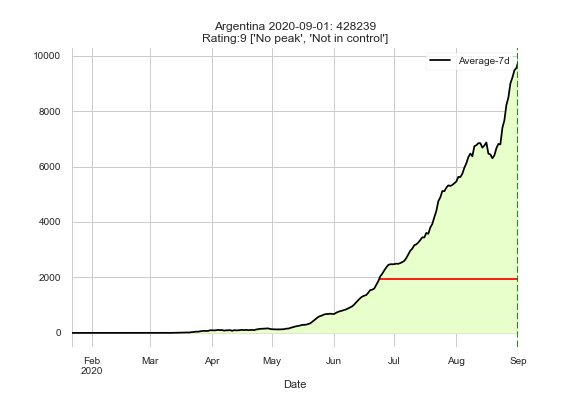 Argentina 2020-09-01: 428239
Rating:9 ['No peak', 'Not in control']
Average-7d
10000
8000
6000
4000
2000
0
Feb Mar Apr May Jun Jul Aug Sep
2020
Date